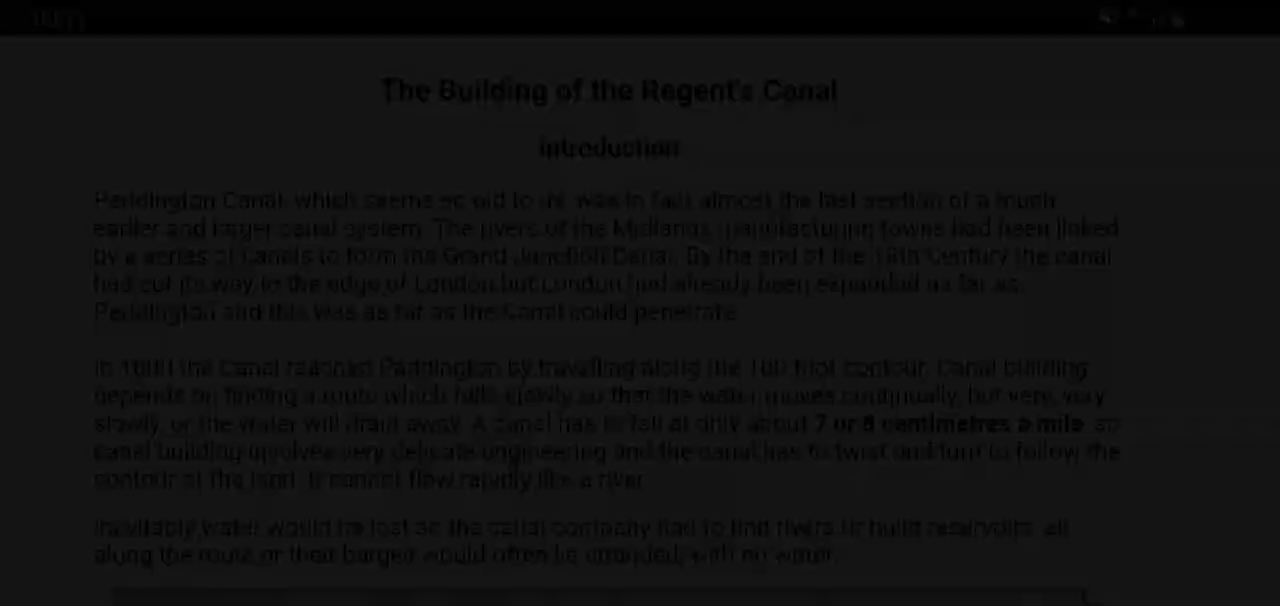 The Building of the Regent's Canal
Introduction
Paddington Canal, which seems so old to us, was in fact almost the last section of a much
earlier and larger canal system. The rivers of the Midlands manufacturing towns had been linked
by a series of Canals to form the Grand Junction Canal. By the end of the 18th Century the canal
had cut its way to the edge of London but London had already been expanded as far as
Paddington and this was as far as the Canal could penetrate.
In the Canal reached Paddington by travelling along the 100 foot contour. Canal building
depends on finding a route which falls slowly so that the water moves continually, but very, very
slowly, or the water will drain away. A canal has to fall at only about 7 or 8 centimetres a mile, so
canal building involves very delicate engineering and the canal has to twist and turn to follow the
contour of the land. It cannot flow rapidly like a river.
Inevitably water would be lost so the canal company had to find rivers or build reservoirs, all
along the route or their barges would often be stranded, with no water.